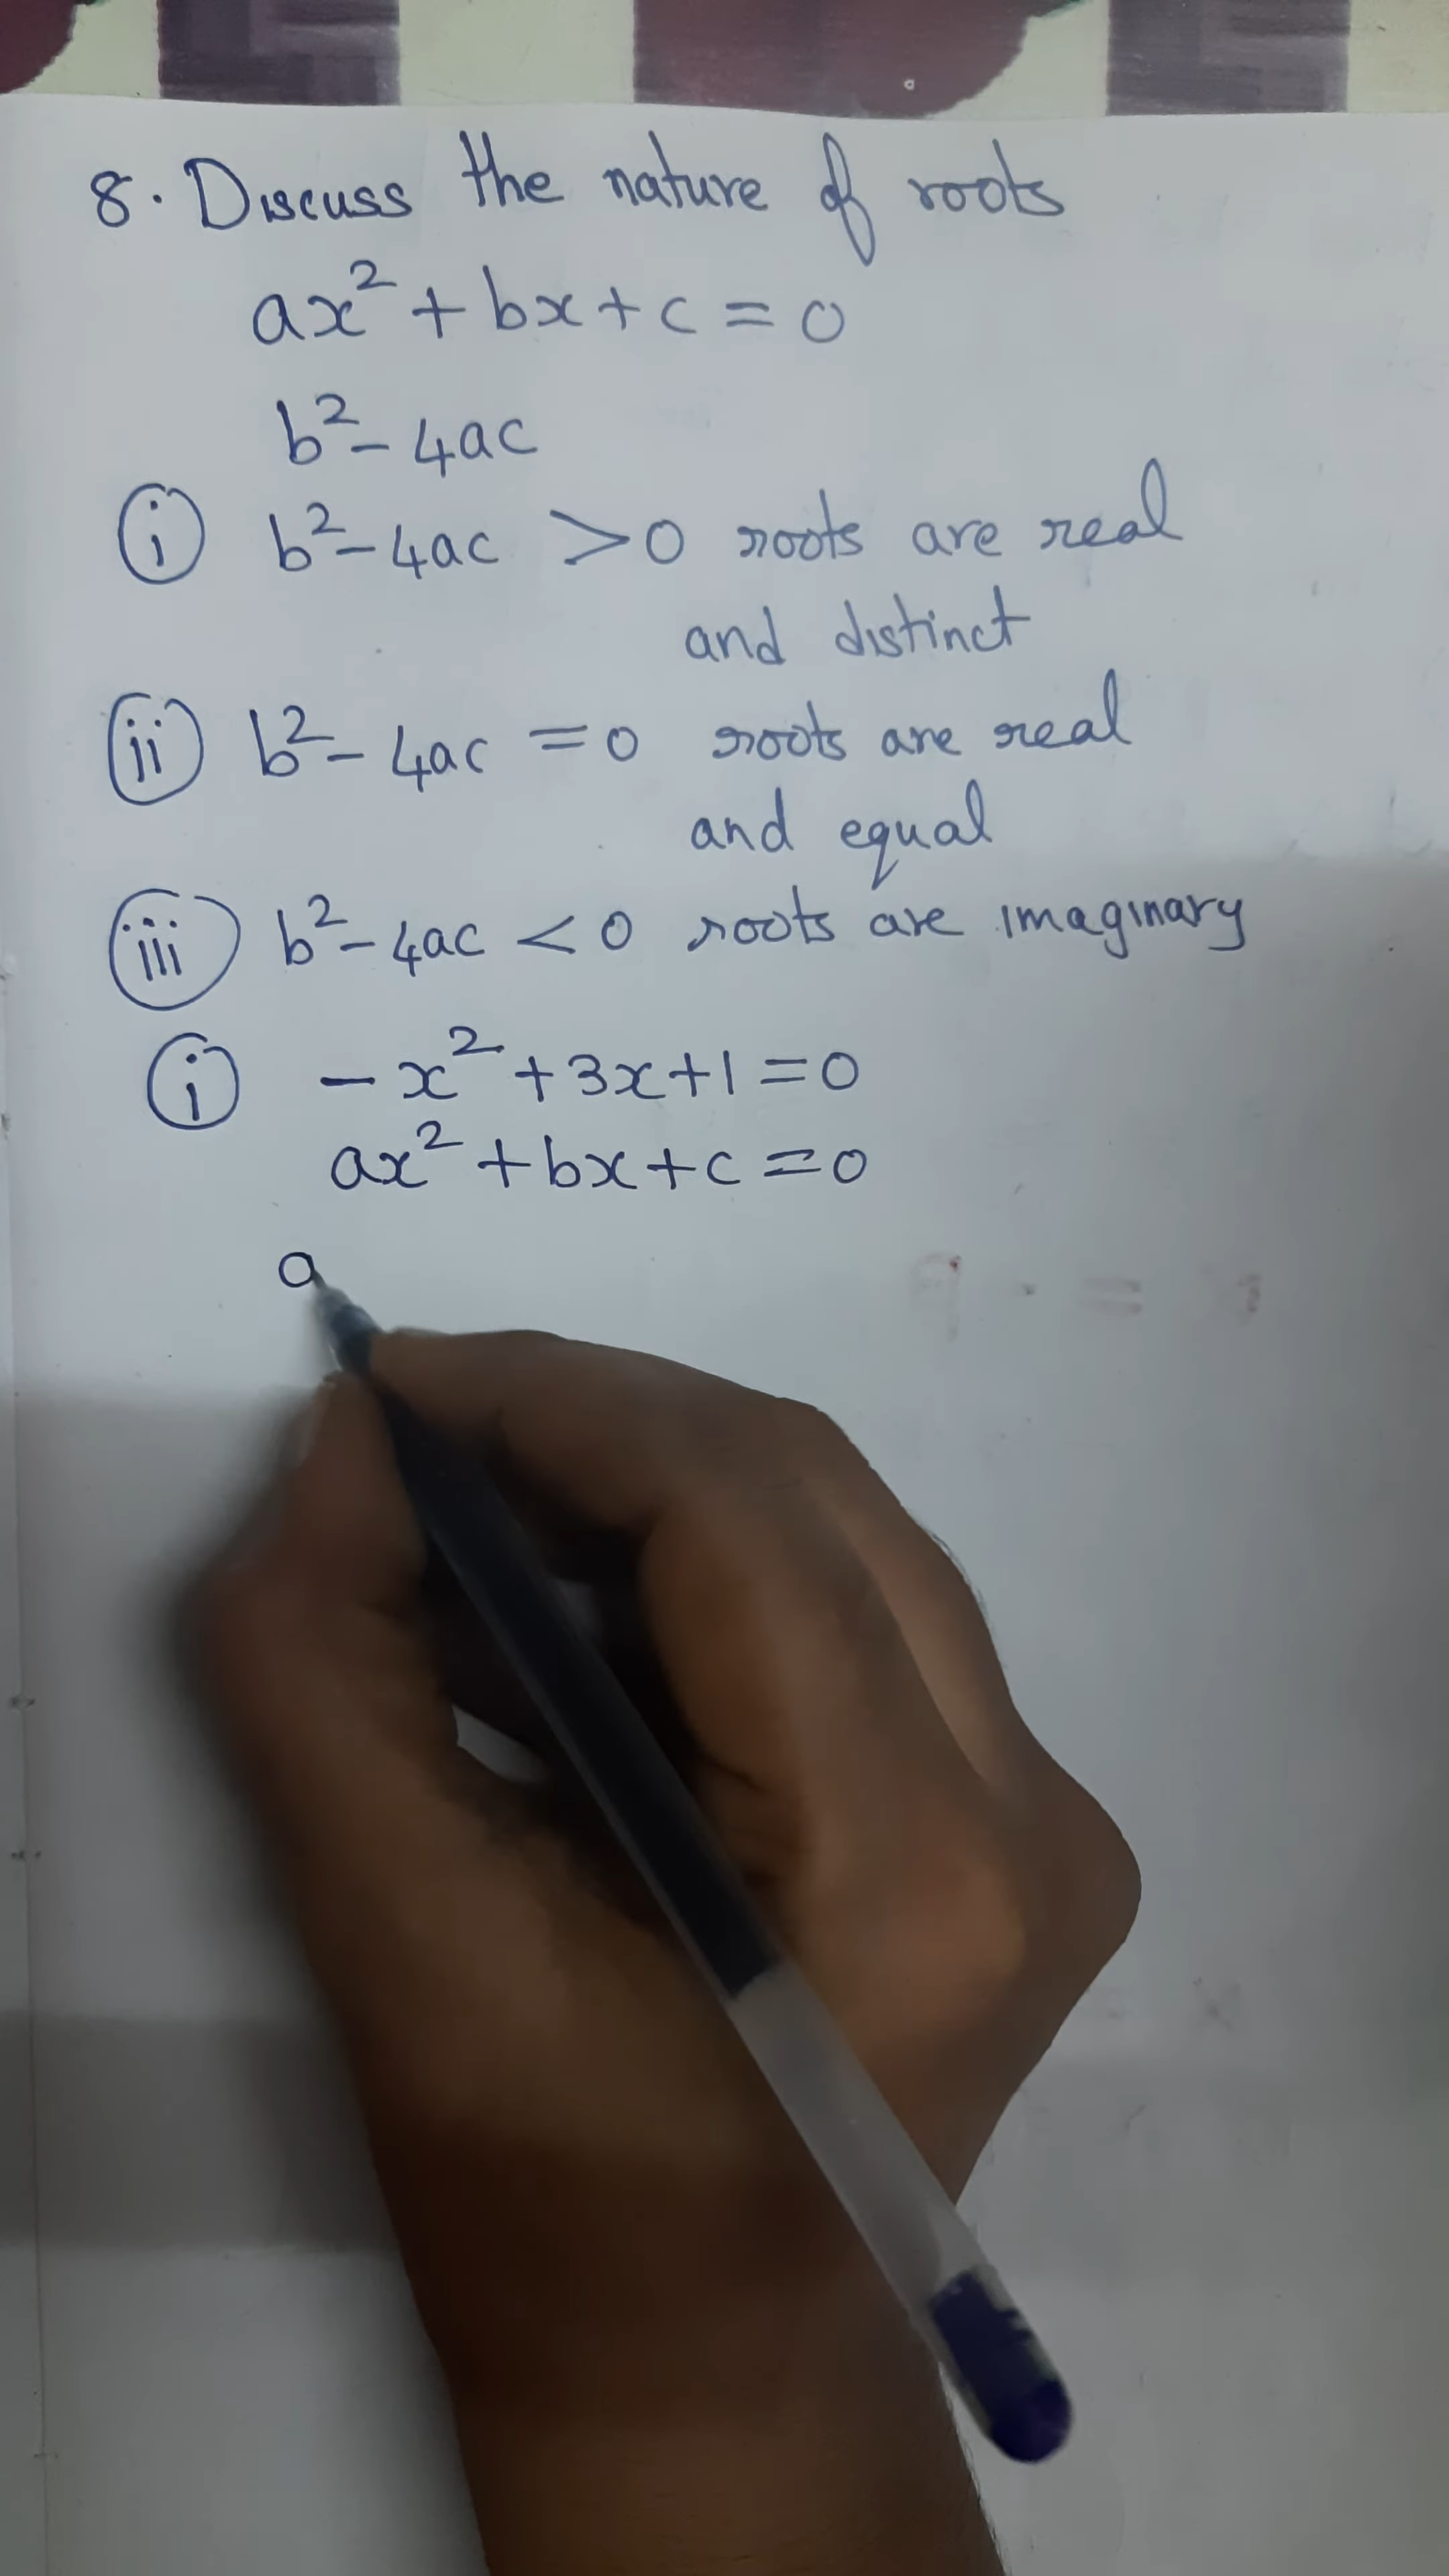 8. Discuss the nature of roots
ax² + bx + c = 0
b² - 4ac
(i) b² - 4ac > 0 roots are real
and distinct
(ii) b² - 4ac = 0 roots are real
and equal
(iii) b² - 4ac < 0 roots are imaginary
(i) - x² + 3x + 1 = 0
ax² + bx + c = 0
a